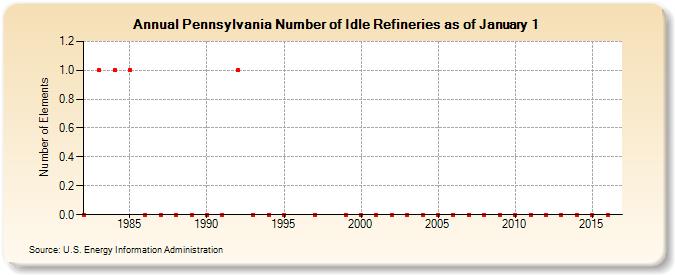 Annual Pennsylvania Number of Idle Refineries as of January 1
Number of Elements
1.2
1.0
0.8
0.6
0.4
0.2
0.0
1985 1990 1995 2000 2005 2010 2015
Source: U.S. Energy Information Administration